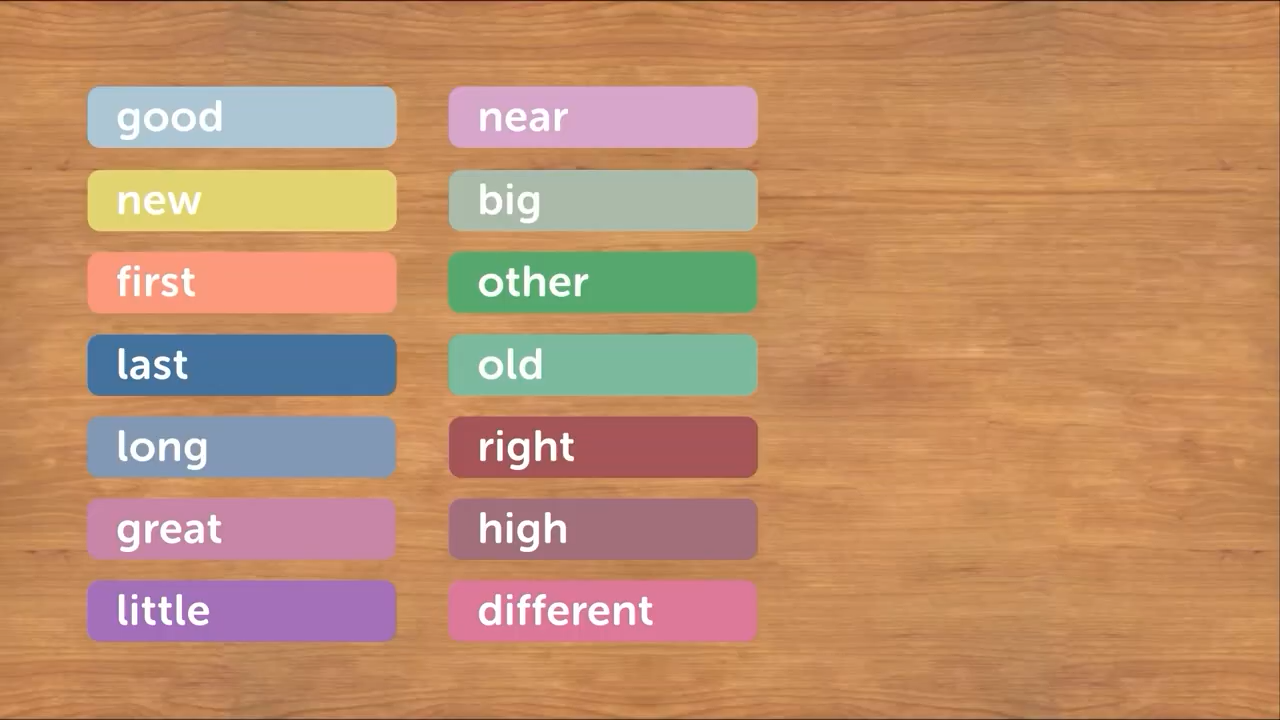 good
new
first
last
long
great
little
near
big
other
old
right
high
different